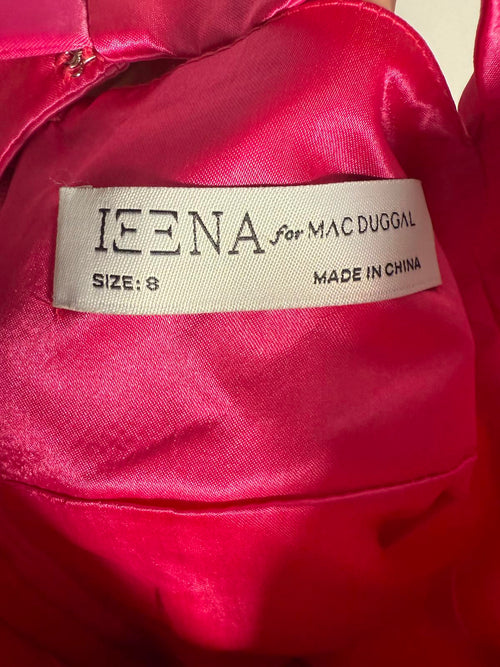 IEENA for MAC DUGGAL
SIZE: 8 MADE IN CHINA